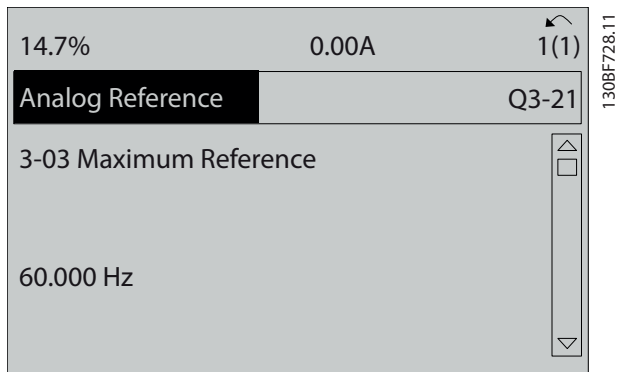 14.7% 0.00A 1(1)
Analog Reference Q3-21
3-03 Maximum Reference
60.000 Hz
130BF728.11